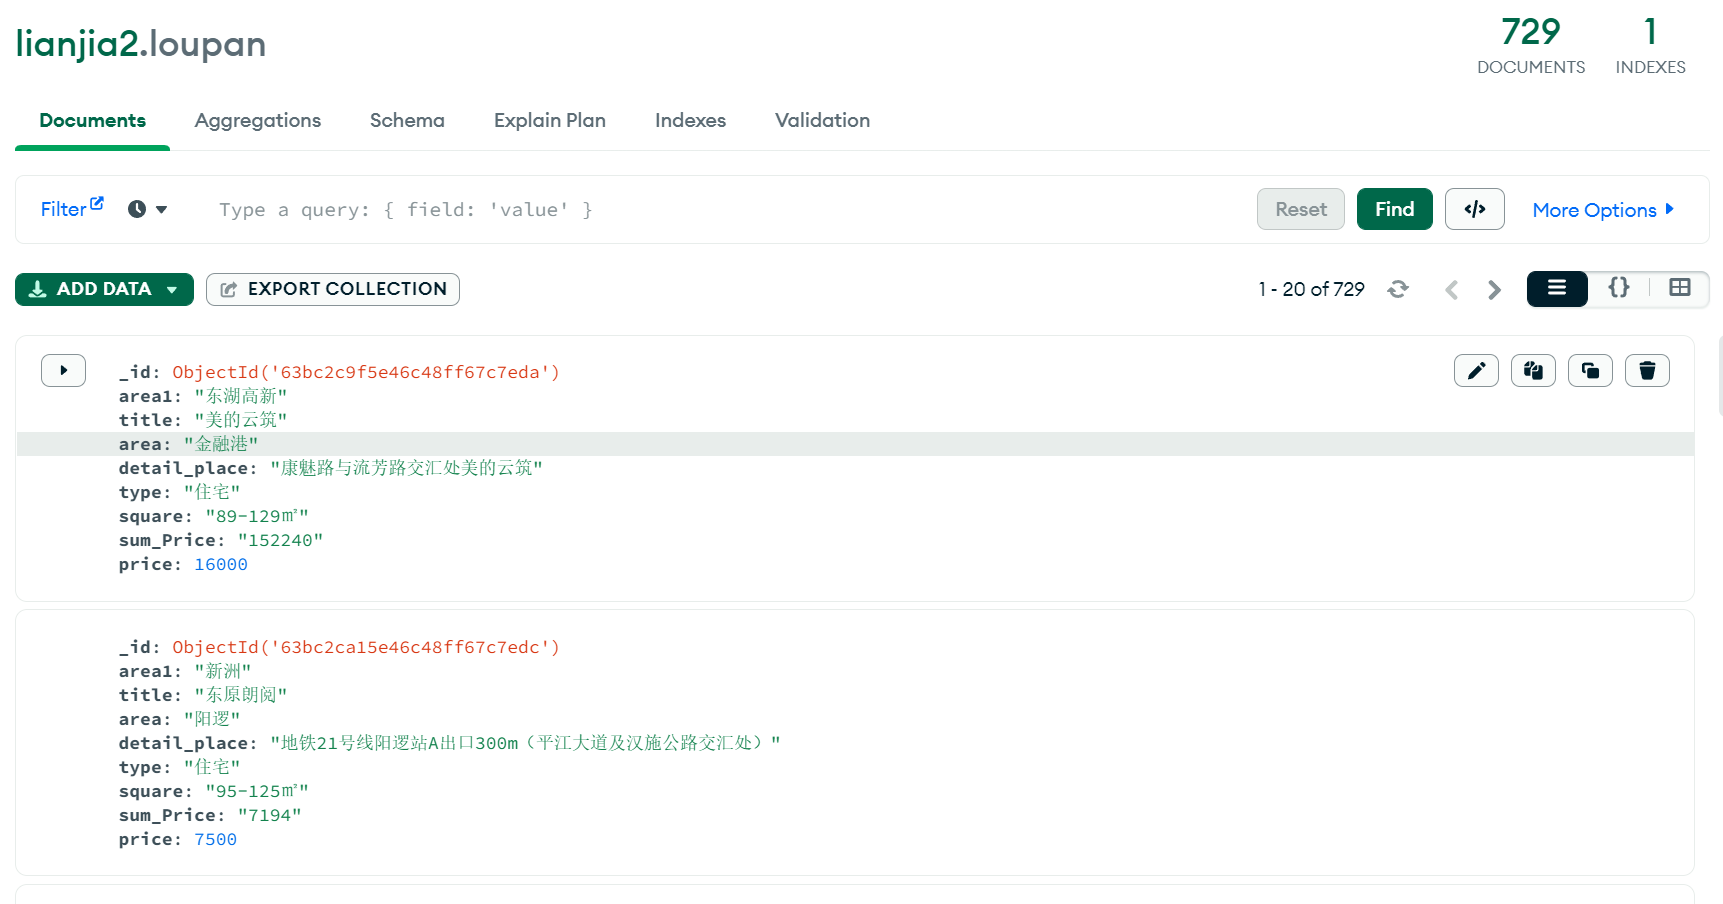 lianjia2.loupan
729
DOCUMENTS
1
INDEXES
Documents
Aggregations
Schema
Explain Plan
Indexes
Validation
Filter
Type a query: { field: 'value' }
Reset
Find
</>
More Options
ADD DATA
EXPORT COLLECTION
1 - 20 of 729
{}
_id: ObjectId('63bc2c9f5e46c48ff67c7eda')
area1: "东湖高新"
title: "美的云筑"
area: "金融港"
detail_place: "康魅路与流芳路交汇处美的云筑"
type: "住宅"
square: "89-129㎡"
sum_Price: "152240"
price: 16000
_id: ObjectId('63bc2ca15e46c48ff67c7edc')
area1: "新洲"
title: "东原朗阅"
area: "阳逻"
detail_place: "地铁21号线阳逻站A出口300m（平江大道及汉施公路交汇处）"
type: "住宅"
square: "95-125㎡"
sum_Price: "7194"
price: 7500